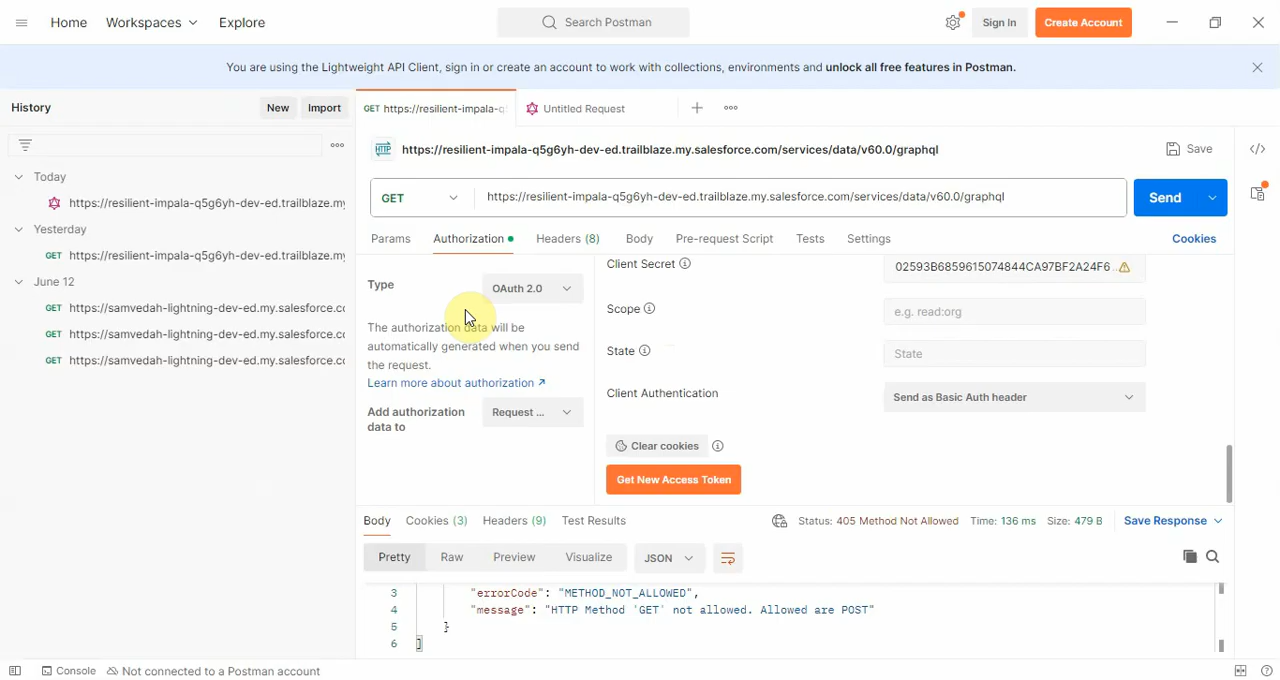 Home
Workspaces
Explore
Search Postman
Sign In
Create Account
You are using the Lightweight API Client, sign in or create an account to work with collections, environments and unlock all free features in Postman.
History
New
Import
GET https://resilient-impala-q
Untitled Request
HTTP
https://resilient-impala-q5g6yh-dev-ed.trailblaze.my.salesforce.com/services/data/v60.0/graphql
Save
GET
https://resilient-impala-q5g6yh-dev-ed.trailblaze.my.salesforce.com/services/data/v60.0/graphql
Send
Today
https://resilient-impala-q5g6yh-dev-ed.trailblaze.my
Yesterday
GET https://resilient-impala-q5g6yh-dev-ed.trailblaze.my
June 12
GET https://samvedah-lightning-dev-ed.my.salesforce.cc
GET https://samvedah-lightning-dev-ed.my.salesforce.cc
GET https://samvedah-lightning-dev-ed.my.salesforce.cc
Params
Authorization
Headers (8)
Body
Pre-request Script
Tests
Settings
Cookies
Type
OAuth 2.0
The authorization data will be
automatically generated when you send
the request.
Learn more about authorization ↗
Add authorization
data to
Request ...
Client Secret
02593B6859615074844CA97BF2A24F6
Scope
e.g. read:org
State
State
Client Authentication
Send as Basic Auth header
Clear cookies
Get New Access Token
Body
Cookies (3)
Headers (9)
Test Results
Status: 405 Method Not Allowed
Time: 136 ms
Size: 479 B
Save Response
Pretty
Raw
Preview
Visualize
JSON
3 "errorCode": "METHOD_NOT_ALLOWED",
4 "message": "HTTP Method 'GET' not allowed. Allowed are POST"
5 }
6 ]
Console
Not connected to a Postman account